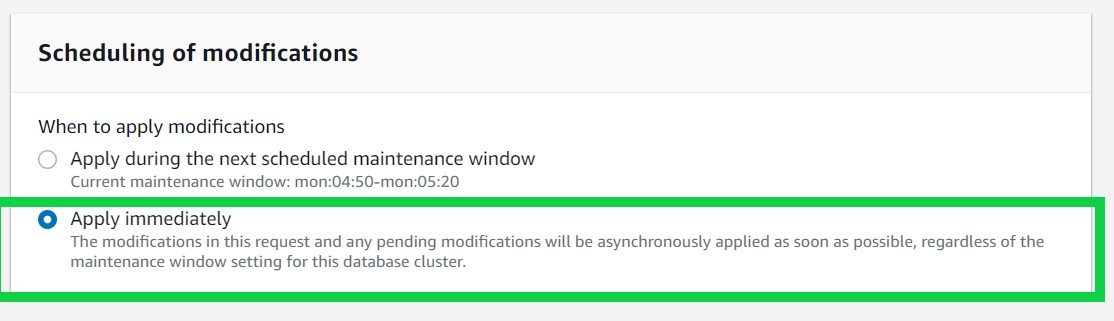 Scheduling of modifications
When to apply modifications
Apply during the next scheduled maintenance window
Current maintenance window: mon:04:50-mon:05:20
Apply immediately
The modifications in this request and any pending modifications will be asynchronously applied as soon as possible, regardless of the
maintenance window setting for this database cluster.